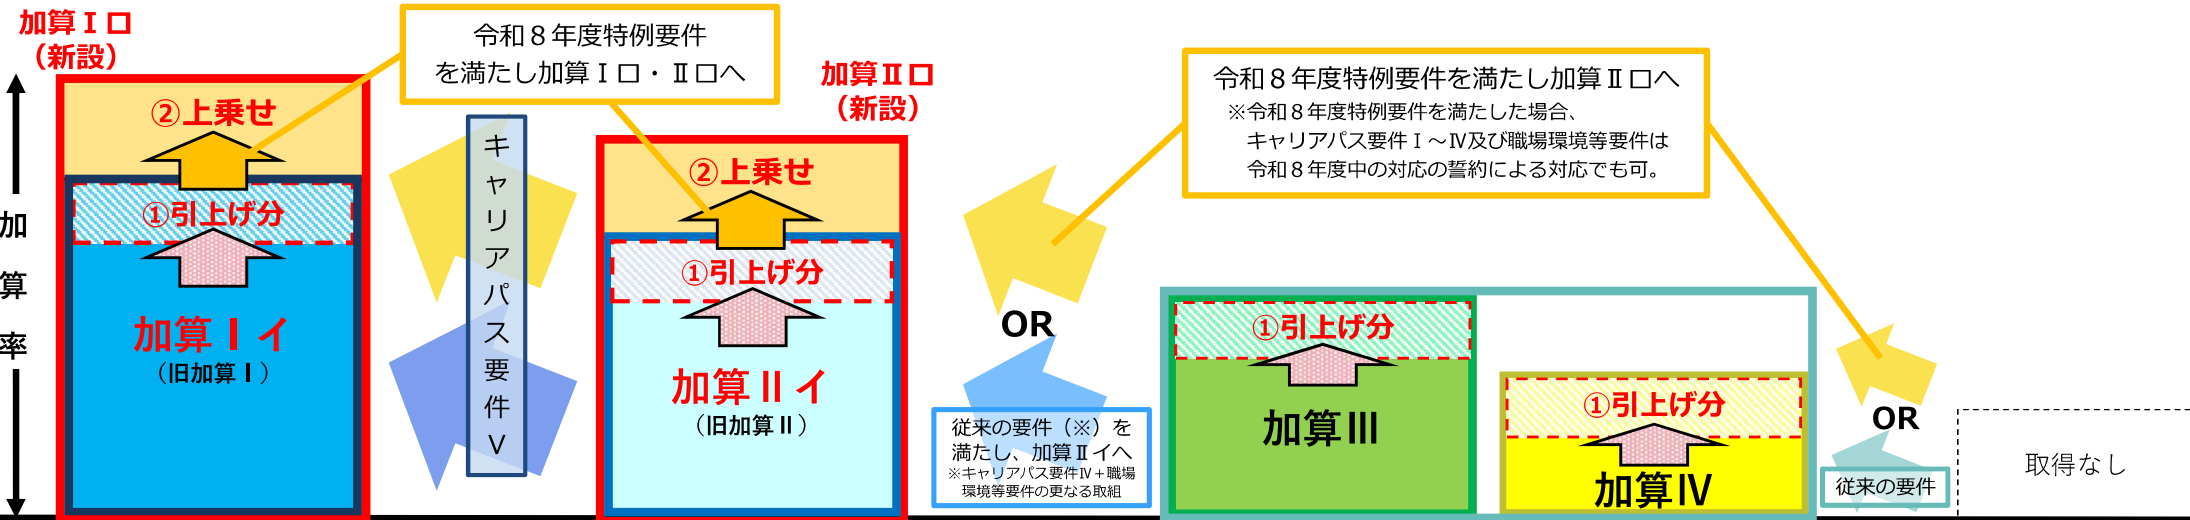 加算Ⅰロ
（新設）
②上乗せ
①引上げ分
加算Ⅰイ
（旧加算Ⅰ）
加
算
率
令和８年度特例要件
を満たし加算Ⅰロ・Ⅱロへ
キャリアパス要件Ⅴ
加算Ⅱロ
（新設）
②上乗せ
①引上げ分
加算Ⅱイ
（旧加算Ⅱ）
OR
従来の要件（※）を
満たし、加算Ⅱイへ
※キャリアパス要件Ⅳ＋職場
環境等要件の更なる取組
令和８年度特例要件を満たし加算Ⅱロへ
※令和８年度特例要件を満たした場合、
キャリアパス要件Ⅰ～Ⅳ及び職場環境等要件は
令和８年度中の対応の誓約による対応でも可。
①引上げ分
加算Ⅲ
①引上げ分
加算Ⅳ
OR
従来の要件
取得なし